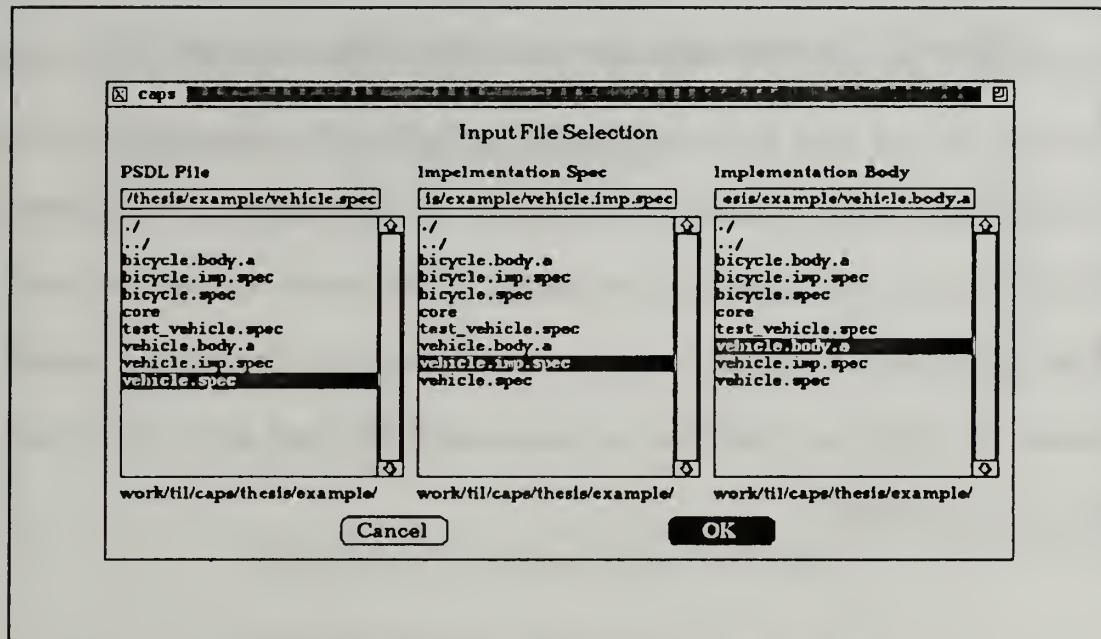 caps
Input File Selection
PSDL File
/thesis/example/vehicle.spec
./
../
bicycle.body.a
bicycle.imp.spec
bicycle.spec
core
test_vehicle.spec
vehicle.body.a
vehicle.imp.spec
vehicle.spec
work/til/caps/thesis/example/
Impelmentation Spec
is/example/vehicle.imp.spec
./
../
bicycle.body.a
bicycle.imp.spec
bicycle.spec
core
test_vehicle.spec
vehicle.body.a
vehicle.imp.spec
vehicle.spec
work/til/caps/thesis/example/
Implementation Body
esis/example/vehicle.body.a
./
../
bicycle.body.a
bicycle.imp.spec
bicycle.spec
core
test_vehicle.spec
vehicle.body.a
vehicle.imp.spec
vehicle.spec
work/til/caps/thesis/example/
Cancel
OK